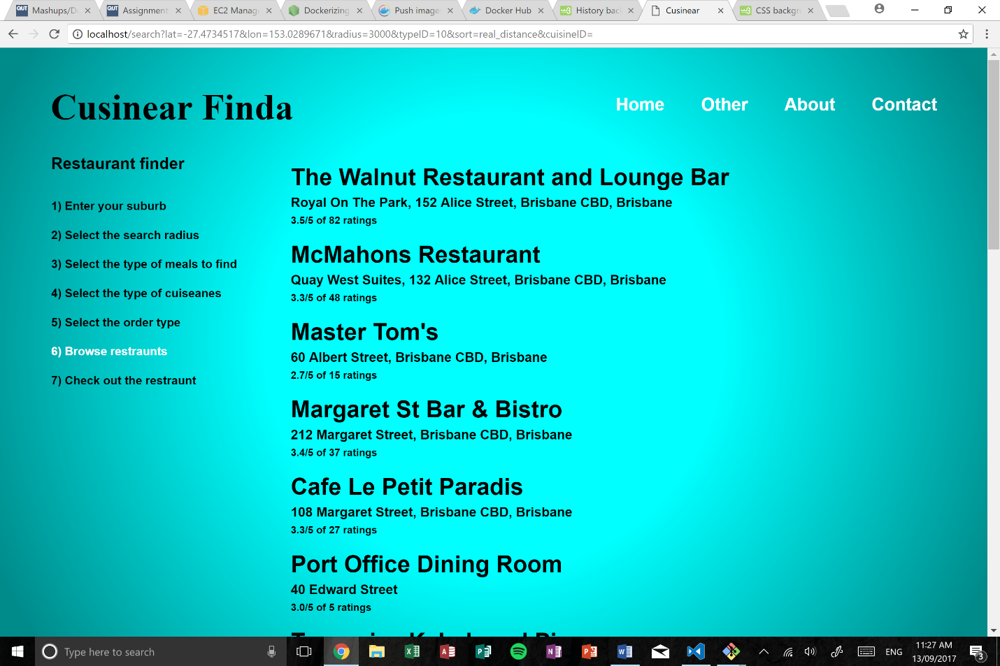 QUT Mashups/D
QUT Assignment
EC2 Manag
Dockerizing
Push image
Docker Hub
w3 History bac
Cusinear
w3 CSS backgr
localhost/search?lat=-27.4734517&lon=153.0289671&radius=3000&typeID=10&sort=real_distance&cuisineID=
Cusinear Finda
Home Other About Contact
Restaurant finder
1) Enter your suburb
2) Select the search radius
3) Select the type of meals to find
4) Select the type of cuiseanes
5) Select the order type
6) Browse restraunts
7) Check out the restraunt
The Walnut Restaurant and Lounge Bar
Royal On The Park, 152 Alice Street, Brisbane CBD, Brisbane
3.5/5 of 82 ratings
McMahons Restaurant
Quay West Suites, 132 Alice Street, Brisbane CBD, Brisbane
3.3/5 of 48 ratings
Master Tom's
60 Albert Street, Brisbane CBD, Brisbane
2.7/5 of 15 ratings
Margaret St Bar & Bistro
212 Margaret Street, Brisbane CBD, Brisbane
3.4/5 of 37 ratings
Cafe Le Petit Paradis
108 Margaret Street, Brisbane CBD, Brisbane
3.3/5 of 27 ratings
Port Office Dining Room
40 Edward Street
3.0/5 of 5 ratings
Type here to search
ENG
11:27 AM
13/09/2017
3